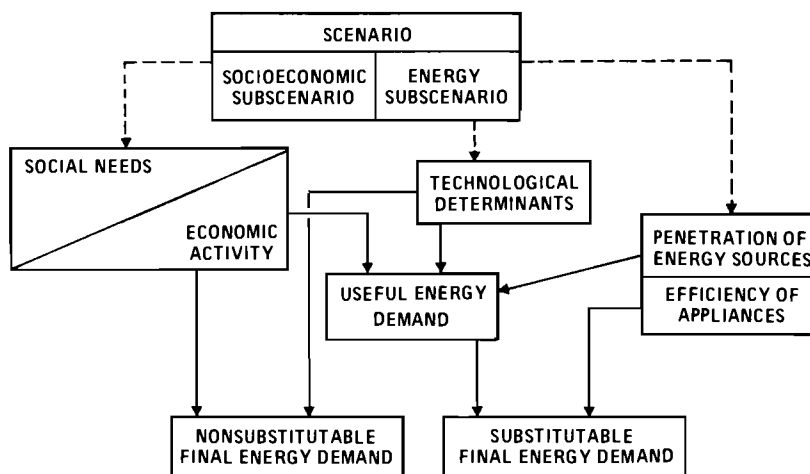 SCENARIO
SOCIOECONOMIC
SUBSCENARIO
ENERGY
SUBSCENARIO
SOCIAL NEEDS
ECONOMIC
ACTIVITY
TECHNOLOGICAL
DETERMINANTS
PENETRATION OF
ENERGY SOURCES
EFFICIENCY OF
APPLIANCES
USEFUL ENERGY
DEMAND
NONSUBSTITUTABLE
FINAL ENERGY DEMAND
SUBSTITUTABLE
FINAL ENERGY DEMAND